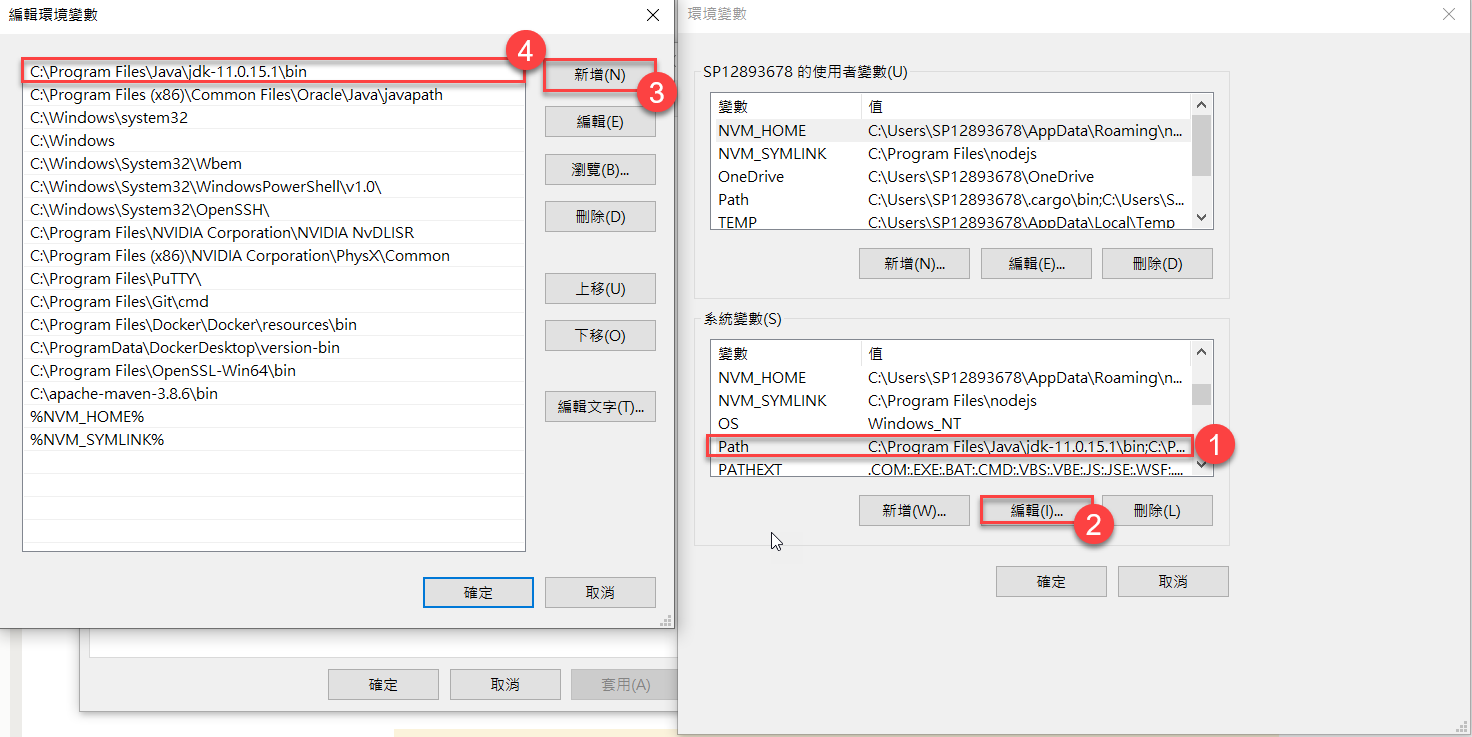 編輯環境變數
C:\Program Files\Java\jdk-11.0.15.1\bin
C:\Program Files (x86)\Common Files\Oracle\Java\javapath
C:\Windows\system32
C:\Windows
C:\Windows\System32\Wbem
C:\Windows\System32\WindowsPowerShell\v1.0\
C:\Windows\System32\OpenSSH\
C:\Program Files\NVIDIA Corporation\NVIDIA NvDLISR
C:\Program Files (x86)\NVIDIA Corporation\PhysX\Common
C:\Program Files\PuTTY\
C:\Program Files\Git\cmd
C:\Program Files\Docker\Docker\resources\bin
C:\ProgramData\DockerDesktop\version-bin
C:\Program Files\OpenSSL-Win64\bin
C:\apache-maven-3.8.6\bin
%NVM_HOME%
%NVM_SYMLINK%
4
新增(N)
3
編輯(E)
瀏覽(B)...
刪除(D)
上移(U)
下移(O)
編輯文字(T)...
確定
取消
確定
取消
套用(A)
環境變數
SP12893678 的使用者變數(U)
變數 值
NVM_HOME C:\Users\SP12893678\AppData\Roaming\n...
NVM_SYMLINK C:\Program Files\nodejs
OneDrive C:\Users\SP12893678\OneDrive
Path C:\Users\SP12893678\.cargo\bin;C:\Users\S...
TEMP C:\Users\SP12893678\AppData\Local\Temp
新增(N)... 編輯(E)... 刪除(D)
系統變數(S)
變數 值
NVM_HOME C:\Users\SP12893678\AppData\Roaming\n...
NVM_SYMLINK C:\Program Files\nodejs
OS Windows_NT
Path C:\Program Files\Java\jdk-11.0.15.1\bin;C:\P...
1
PATHEXT .COM;.EXE;.BAT;.CMD;.VBS;.VBE;.JS;.JSE;.WSF;....
新增(W)... 編輯(I)... 刪除(L)
2
確定 取消